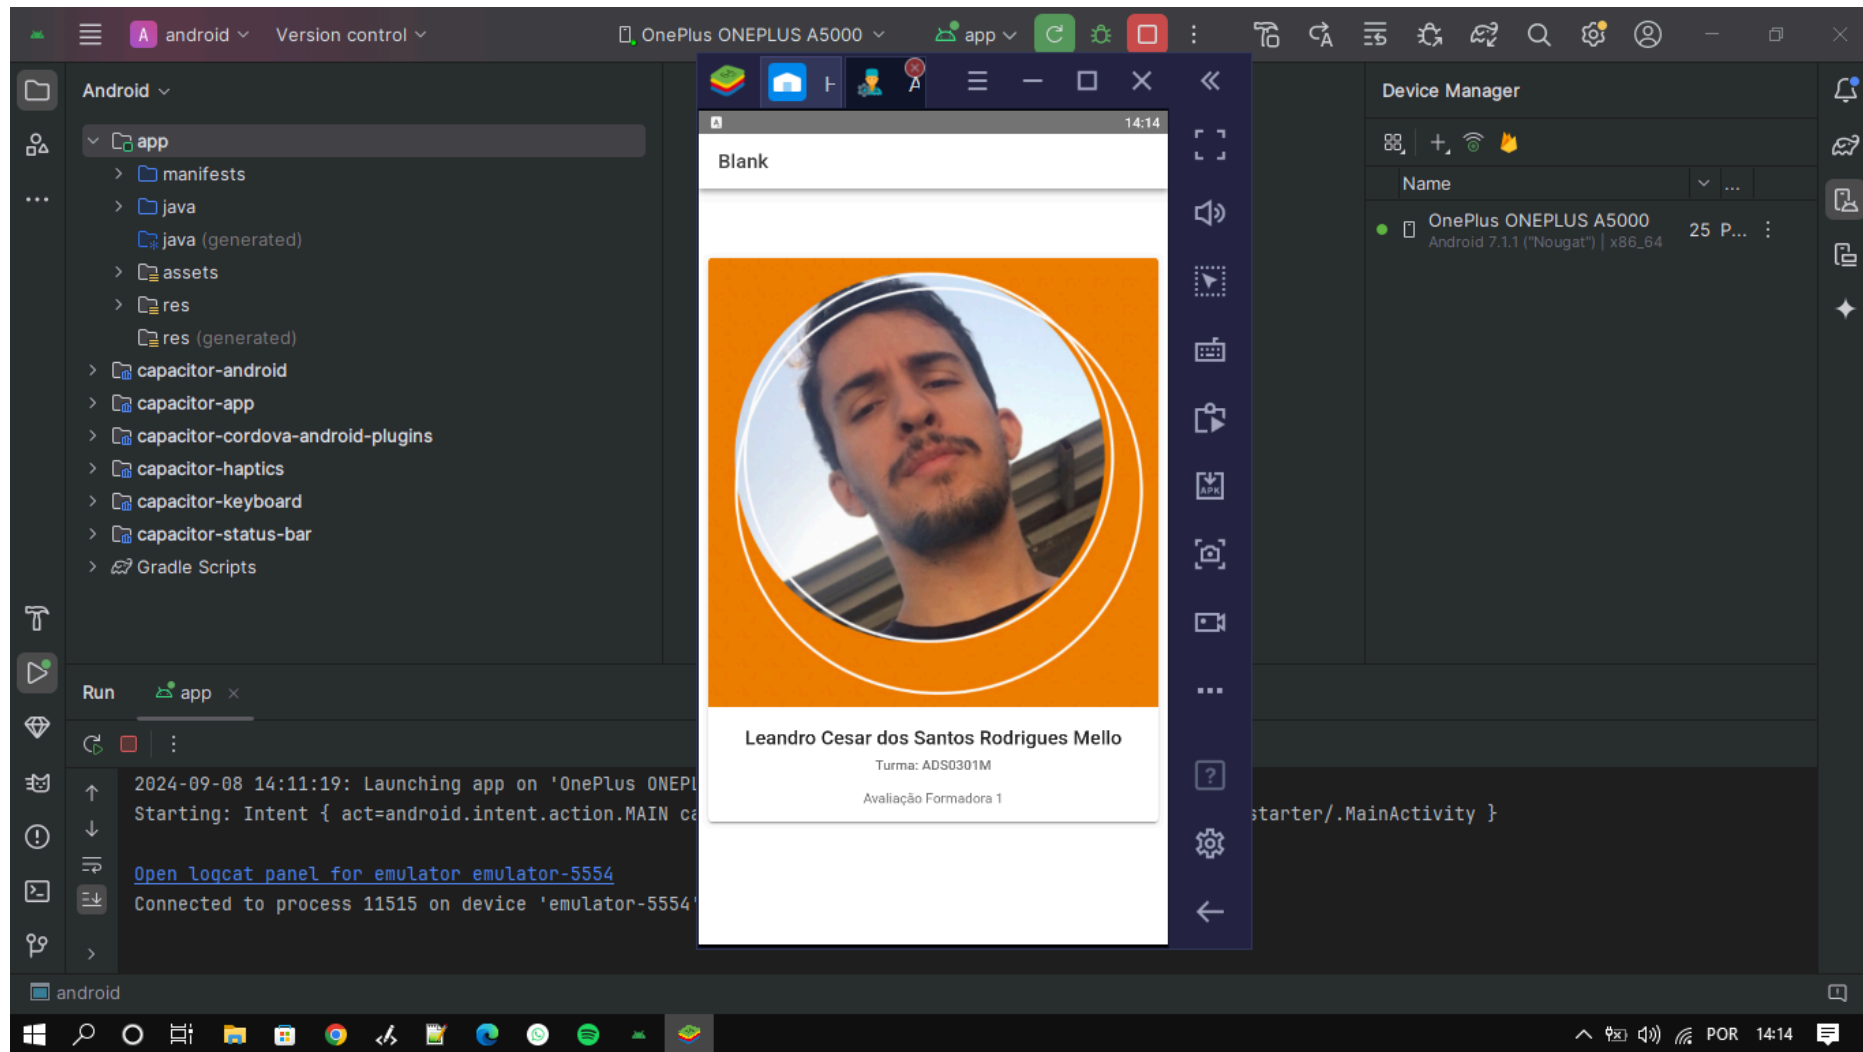 A android Version control OnePlus ONEPLUS A5000 app
Android
app
manifests
java
java (generated)
assets
res
res (generated)
capacitor-android
capacitor-app
capacitor-cordova-android-plugins
capacitor-haptics
capacitor-keyboard
capacitor-status-bar
Gradle Scripts
A 14:14
Blank
Leandro Cesar dos Santos Rodrigues Mello
Turma: ADS0301M
Avaliação Formadora 1
APK
Device Manager
Name ...
OnePlus ONEPLUS A5000 25 P...
Android 7.1.1 ("Nougat") | x86_64
Run app
2024-09-08 14:11:19: Launching app on 'OnePlus ONEPL
Starting: Intent { act=android.intent.action.MAIN ca starter/.MainActivity }
Open logcat panel for emulator emulator-5554
Connected to process 11515 on device 'emulator-5554'
android
POR 14:14